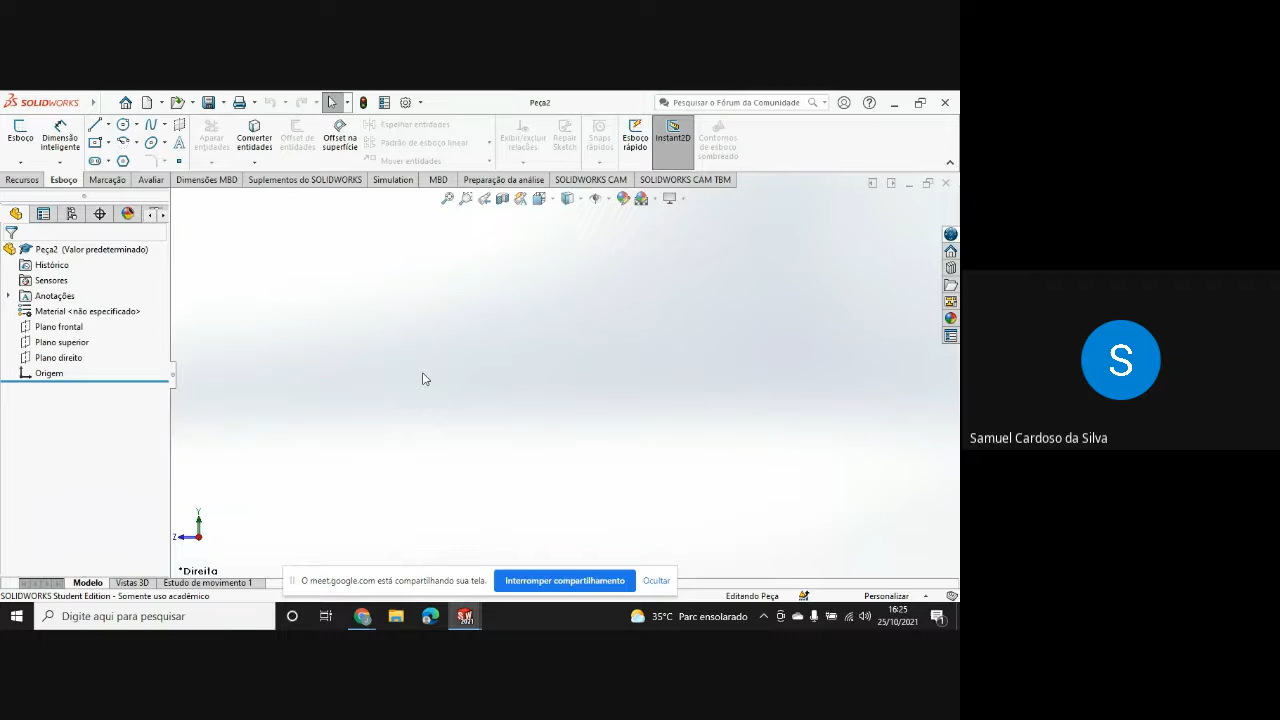 SOLIDWORKS
Peça2
Pesquisar o Fórum da Comunidade
Esboço
Dimensão inteligente
Aparar entidades
Converter entidades
Offset de entidades
Offset na superfície
Espelhar entidades
Padrão de esboço linear
Mover entidades
Exibir/excluir relações
Repair Sketch
Snaps rápidos
Esboço rápido
Instant2D
Contornos de esboço sombreado
Recursos Esboço Marcação Avaliar Dimensões MBD Suplementos do SOLIDWORKS Simulation MBD Preparação da análise SOLIDWORKS CAM SOLIDWORKS CAM TBM
Peça2 (Valor predeterminado)
Histórico
Sensores
Anotações
Material <não especificado>
Plano frontal
Plano superior
Plano direito
Origem
S
Samuel Cardoso da Silva
Y
Z
*Direita
O meet.google.com está compartilhando sua tela. Interromper compartilhamento Ocultar
Modelo Vistas 3D Estudo de movimento 1
SOLIDWORKS Student Edition - Somente uso acadêmico Editando Peça Personalizar
Digite aqui para pesquisar
SW 2021
35°C Parc ensolarado
16:25
25/10/2021
1